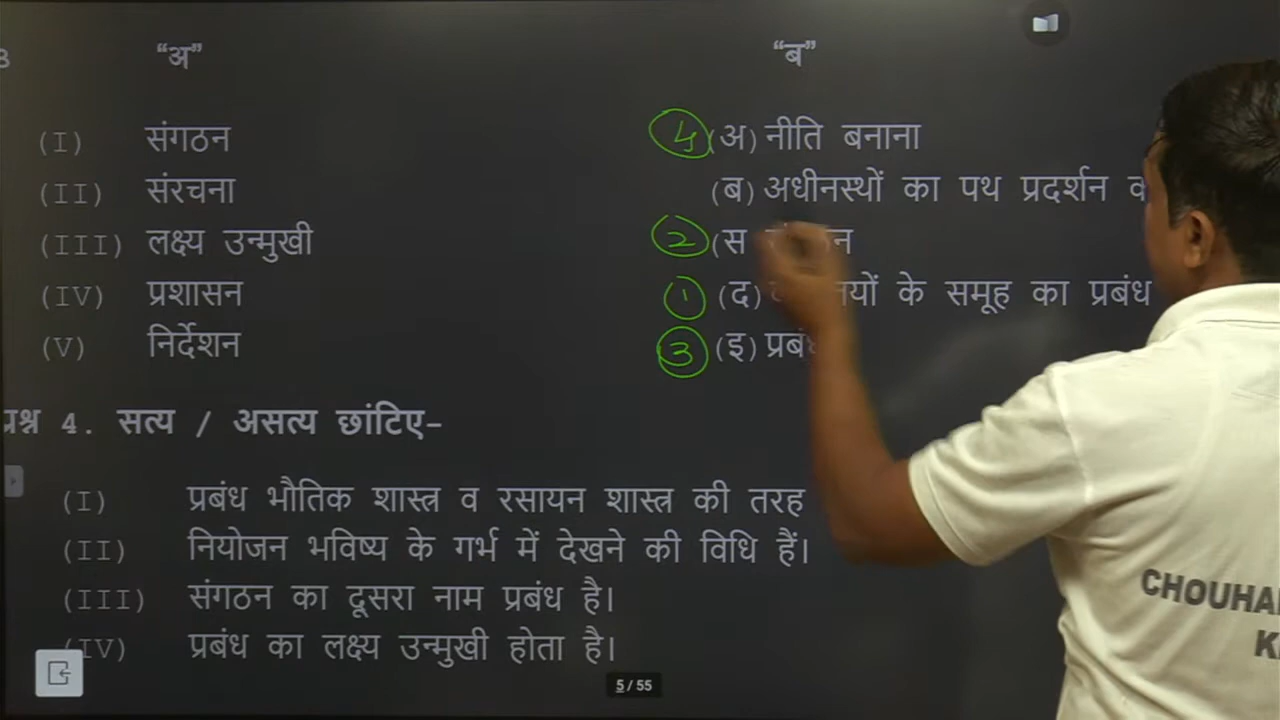 3 “अ” “ब”
(I) संगठन 4 (अ) नीति बनाना
(II) संरचना (ब) अधीनस्थों का पथ प्रदर्शन
(III) लक्ष्य उन्मुखी 2 (स
(IV) प्रशासन 1 (द) के समूह का प्रबंध
(V) निर्देशन 3 (इ)
प्रश्न 4. सत्य / असत्य छांटिए-
(I) प्रबंध भौतिक शास्त्र व रसायन शास्त्र की तरह
(II) नियोजन भविष्य के गर्भ में देखने की विधि हैं।
(III) संगठन का दूसरा नाम प्रबंध है।
(IV) प्रबंध का लक्ष्य उन्मुखी होता है।
5/55